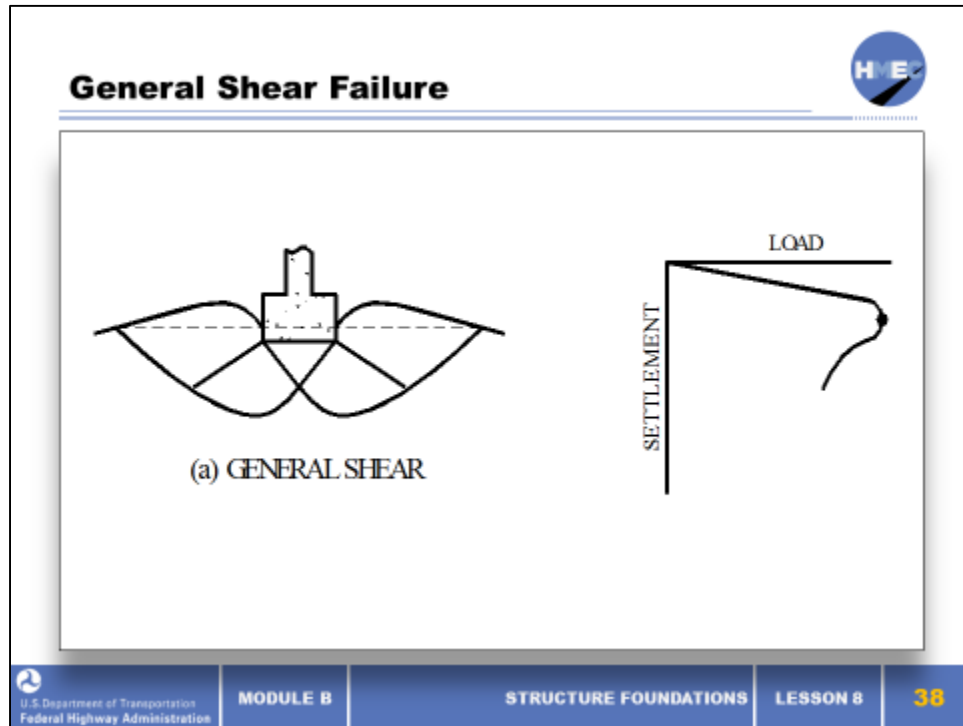 General Shear Failure
HMEC
LOAD
SETTLEMENT
(a) GENERAL SHEAR
U.S. Department of Transportation
Federal Highway Administration
MODULE B
STRUCTURE FOUNDATIONS
LESSON 8
38